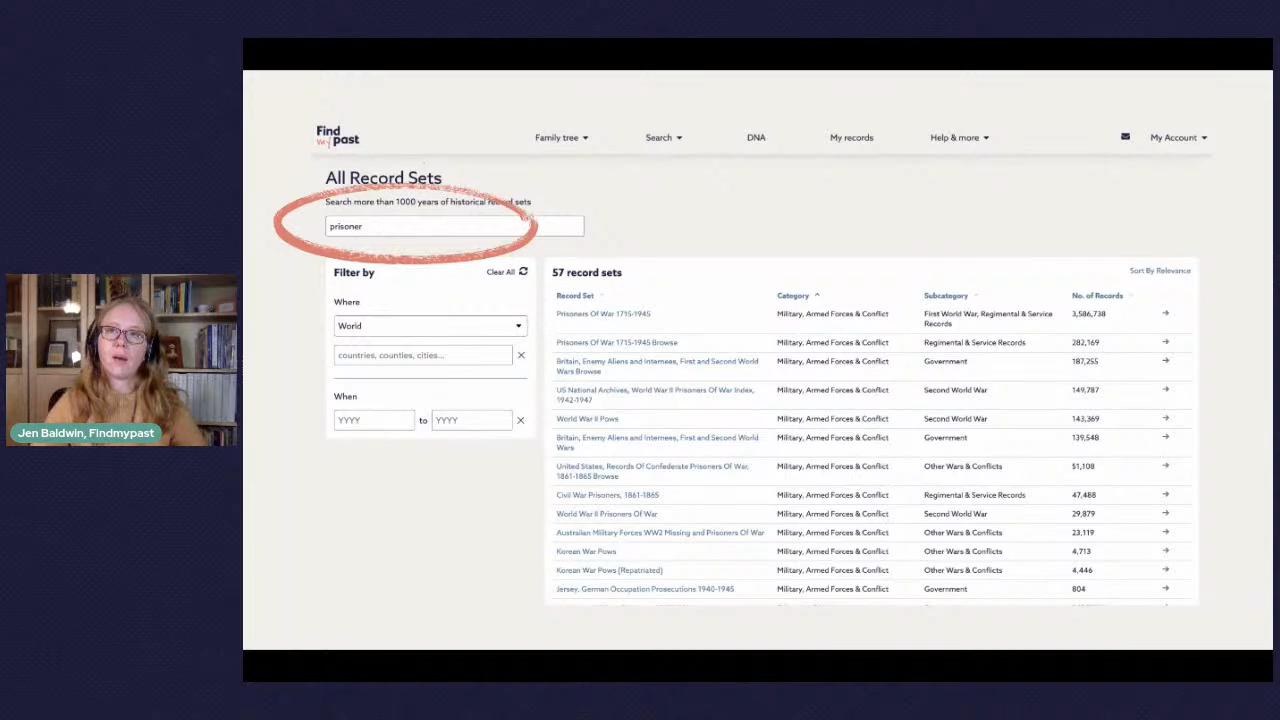 Find
my past
Family tree
Search
DNA
My records
Help & more
My Account
All Record Sets
Search more than 1000 years of historical record sets
prisoner
Filter by
Clear All
Where
World
countries, counties, cities...
When
YYYY
to
YYYY
57 record sets
Sort By Relevance
Record Set Category Subcategory No. of Records
Prisoners Of War 1715-1945 Military, Armed Forces & Conflict First World War, Regimental & Service 3,586,738
Records
Prisoners Of War 1715-1945 Browse Military, Armed Forces & Conflict Regimental & Service Records 282,169
Britain, Enemy Aliens and Internees, First and Second World Military, Armed Forces & Conflict Government 187,255
Wars Browse
US National Archives, World War II Prisoners Of War Index, Military, Armed Forces & Conflict Second World War 149,787
1942-1947
World War II Pows Military, Armed Forces & Conflict Second World War 143,369
Britain, Enemy Aliens and Internees, First and Second World Military, Armed Forces & Conflict Government 139,548
Wars
United States, Records Of Confederate Prisoners Of War, Military, Armed Forces & Conflict Other Wars & Conflicts 51,108
1861-1865 Browse
Civil War Prisoners, 1861-1865 Military, Armed Forces & Conflict Regimental & Service Records 47,488
World War II Prisoners Of War Military, Armed Forces & Conflict Second World War 29,879
Australian Military Forces WW2 Missing and Prisoners Of War Military, Armed Forces & Conflict Other Wars & Conflicts 23,119
Korean War Pows Military, Armed Forces & Conflict Other Wars & Conflicts 4,713
Korean War Pows [Repatriated] Military, Armed Forces & Conflict Other Wars & Conflicts 4,446
Jersey, German Occupation Prosecutions 1940-1945 Military, Armed Forces & Conflict Government 804
Jen Baldwin, Findmypast